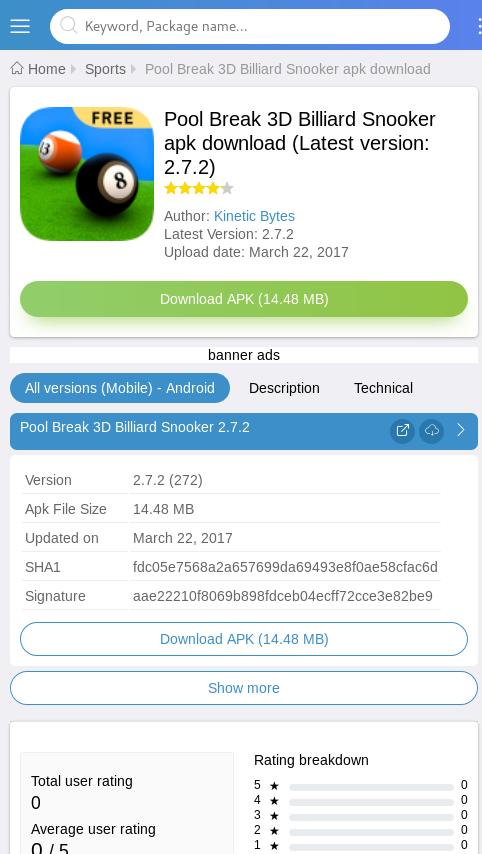 Keyword, Package name...
Home Sports Pool Break 3D Billiard Snooker apk download
FREE
13
8
Pool Break 3D Billiard Snooker
apk download (Latest version:
2.7.2)
Author: Kinetic Bytes
Latest Version: 2.7.2
Upload date: March 22, 2017
Download APK (14.48 MB)
banner ads
All versions (Mobile) - Android Description Technical
Pool Break 3D Billiard Snooker 2.7.2
Version 2.7.2 (272)
Apk File Size 14.48 MB
Updated on March 22, 2017
SHA1 fdc05e7568a2a657699da69493e8f0ae58cfac6d
Signature aae22210f8069b898fdceb04ecff72cce3e82be9
Download APK (14.48 MB)
Show more
Total user rating
0
Average user rating
0 / 5
Rating breakdown
5 ★ 0
4 ★ 0
3 ★ 0
2 ★ 0
1 ★ 0